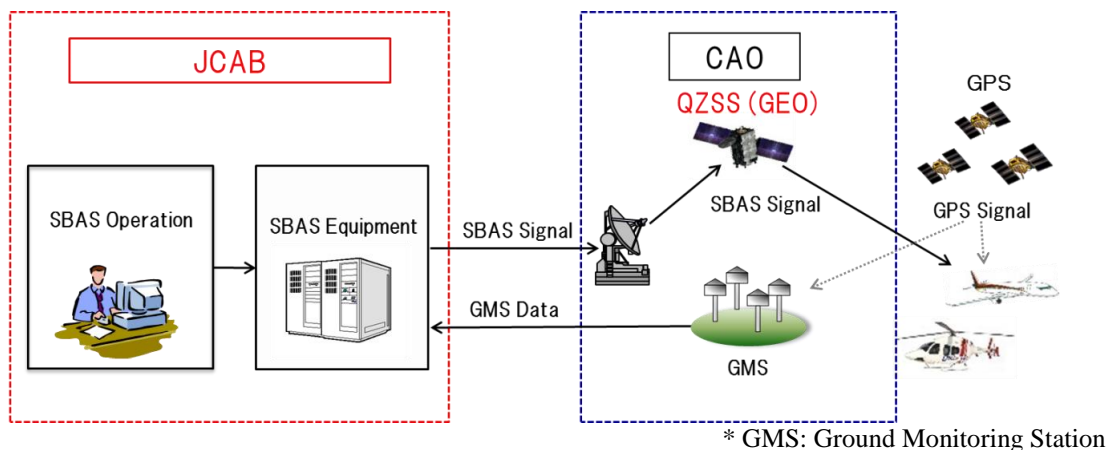 JCAB
CAO
QZSS (GEO)
GPS
SBAS Operation
SBAS Equipment
SBAS Signal
SBAS Signal
GPS Signal
GMS Data
GMS
* GMS: Ground Monitoring Station